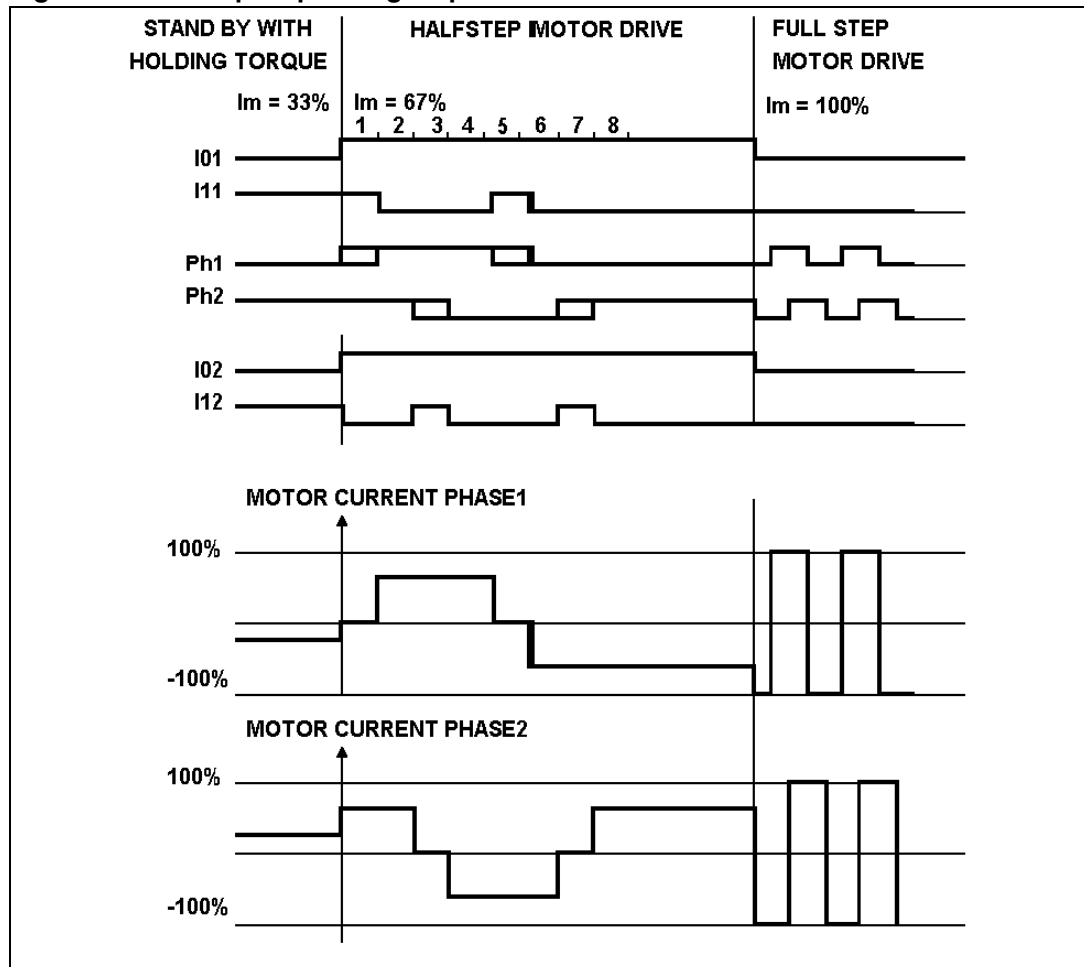 STAND BY WITH
HOLDING TORQUE
HALFSTEP MOTOR DRIVE
FULL STEP
MOTOR DRIVE
Im = 33%
Im = 67%
Im = 100%
1 2 3 4 5 6 7 8
I01
I11
Ph1
Ph2
I02
I12
MOTOR CURRENT PHASE1
100%
-100%
MOTOR CURRENT PHASE2
100%
-100%